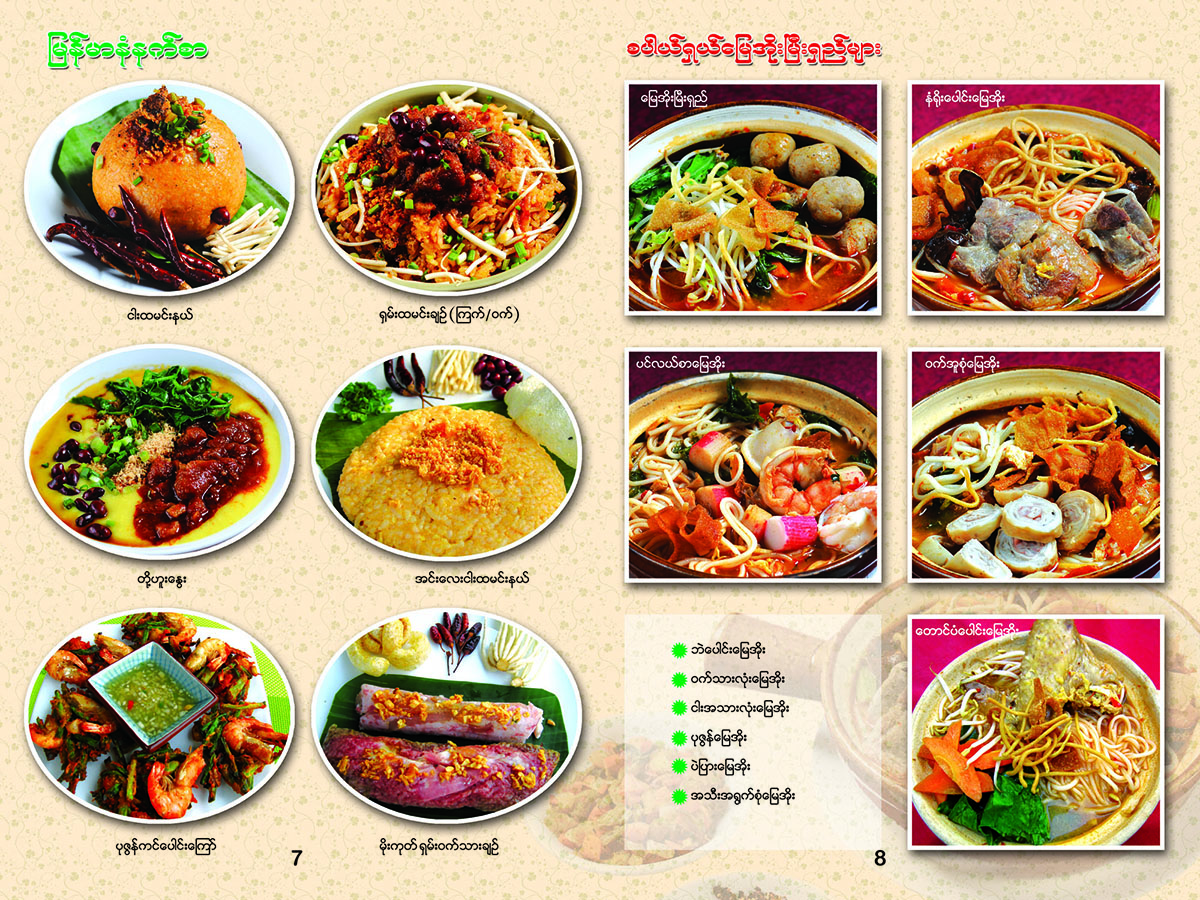 မြန်မာနံနက်စာ
ငါးထမင်းနယ်
ရှမ်းထမင်းချဉ် (ကြက်/ဝက်)
တို့ဟူးနွေး
အင်းလေးငါးထမင်းနယ်
ပုဇွန်ကင်ပေါင်းကြော်
မိုးကုတ်ရှမ်းဝက်သားချဉ်
7
စပါယ်ရှယ်မြေအိုးမြီးရှည်များ
မြေအိုးမြီးရှည်
နံရိုးပေါင်းမြေအိုး
ပင်လယ်စာမြေအိုး
ဝက်အူစုံမြေအိုး
ဘဲပေါင်းမြေအိုး
ဝက်သားလုံးမြေအိုး
ငါးအသားလုံးမြေအိုး
ပုဇွန်မြေအိုး
ပဲပြားမြေအိုး
အသီးအရွက်စုံမြေအိုး
တောင်ပံပေါင်းမြေအိုး
8